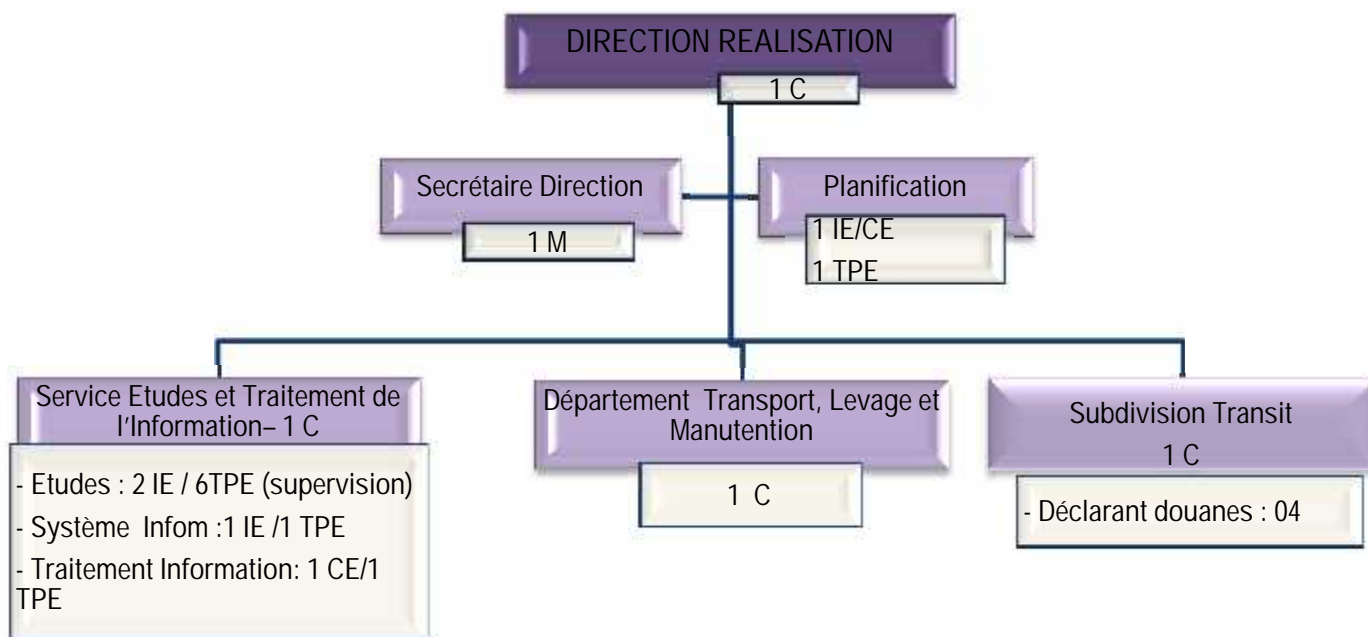 DIRECTION REALISATION
1 C
Secrétaire Direction
1 M
Planification
1 IE/CE
1 TPE
Service Etudes et Traitement de
l'Information– 1 C
- Etudes : 2 IE / 6TPE (supervision)
- Système Infom :1 IE /1 TPE
- Traitement Information: 1 CE/1
TPE
Département Transport, Levage et
Manutention
1 C
Subdivision Transit
1 C
- Déclarant douanes : 04